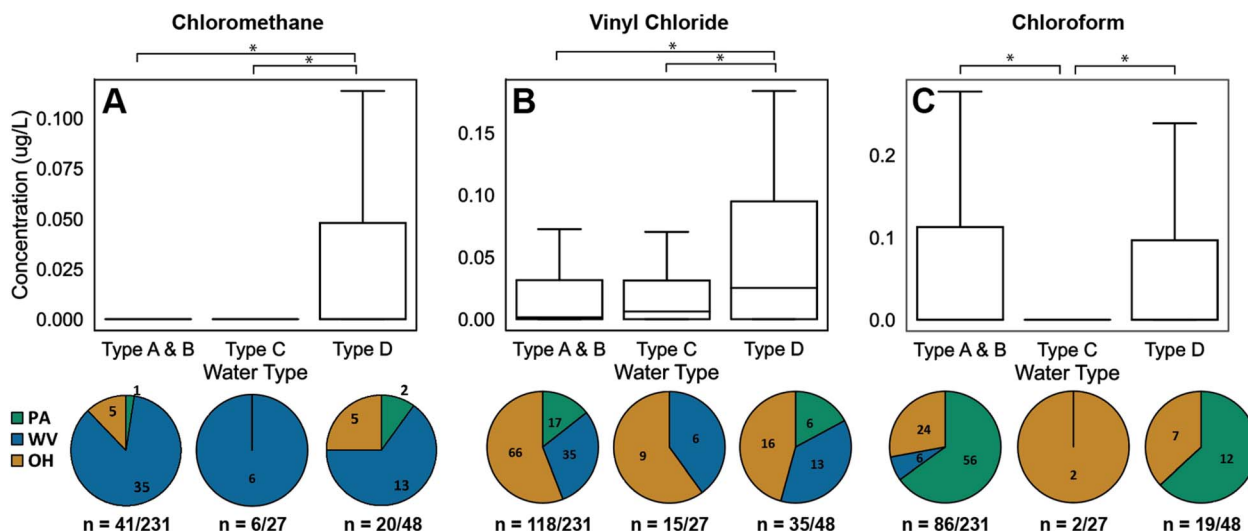 Chloromethane Vinyl Chloride Chloroform
* * *
* * * *
A B C
Concentration (ug/L)
0.100
0.075
0.050
0.025
0.000
0.15
0.10
0.05
0.00
0.2
0.1
0.0
Type A & B Type C Type D Type A & B Type C Type D Type A & B Type C Type D
Water Type Water Type Water Type
PA
WV
OH
1 5 35
6
2 5 13
17 66 35
6 9
6 16 13
24 6 56
2
7 12
n = 41/231 n = 6/27 n = 20/48 n = 118/231 n = 15/27 n = 35/48 n = 86/231 n = 2/27 n = 19/48